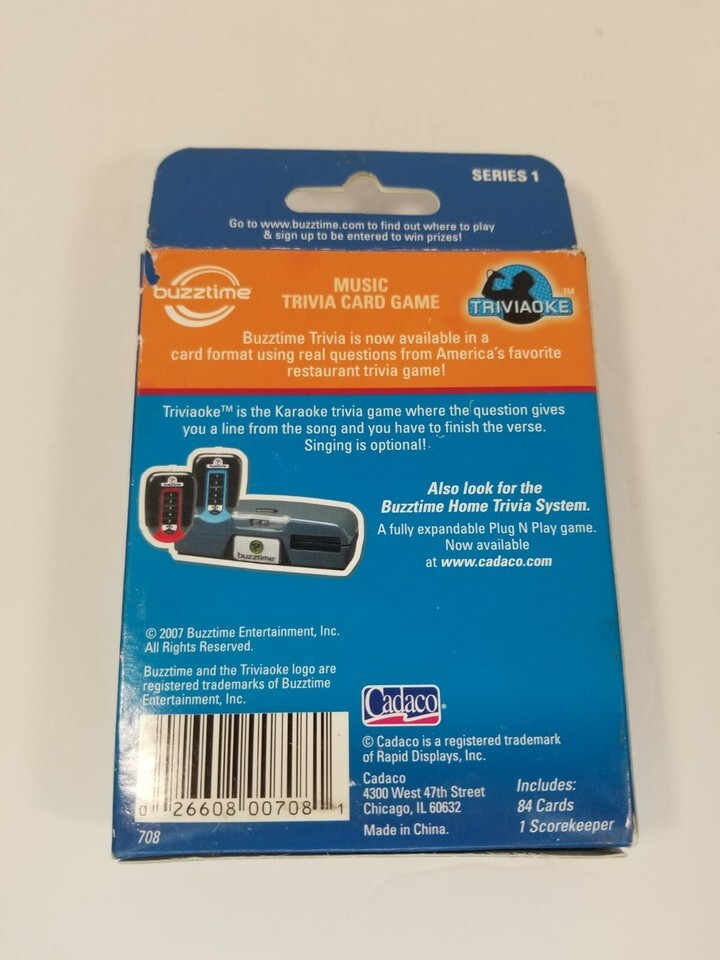 SERIES 1
Go to www.buzztime.com to find out where to play
& sign up to be entered to win prizes!
buzztime
MUSIC
TRIVIA CARD GAME
TRIVIAOKE™
Buzztime Trivia is now available in a
card format using real questions from America's favorite
restaurant trivia game!
Triviaoke™ is the Karaoke trivia game where the question gives
you a line from the song and you have to finish the verse.
Singing is optional!
Also look for the
Buzztime Home Trivia System.
A fully expandable Plug N Play game.
Now available
at www.cadaco.com
buzztime
© 2007 Buzztime Entertainment, Inc.
All Rights Reserved.
Buzztime and the Triviaoke logo are
registered trademarks of Buzztime
Entertainment, Inc.
0 26608 00708 1
708
Cadaco®
© Cadaco is a registered trademark
of Rapid Displays, Inc.
Cadaco
4300 West 47th Street
Chicago, IL 60632
Made in China.
Includes:
84 Cards
1 Scorekeeper